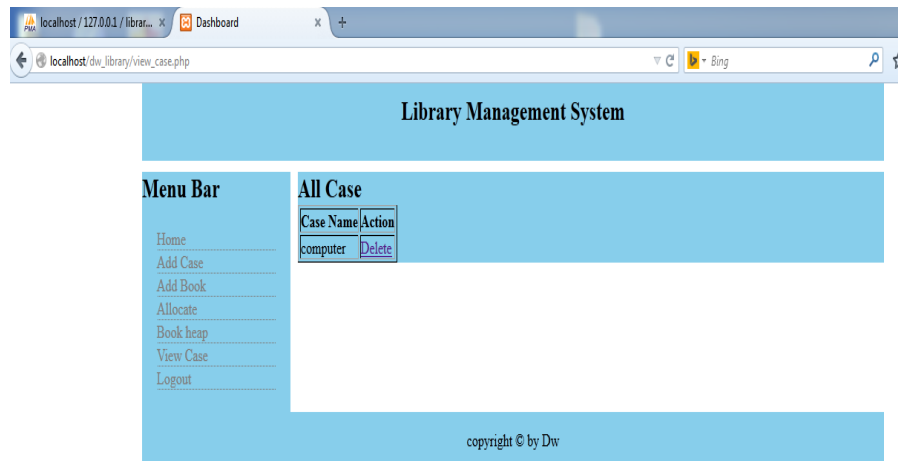 localhost / 127.0.0.1 / librar... x
Dashboard x +
localhost/dw_library/view_case.php
Bing
Library Management System
Menu Bar
Home
Add Case
Add Book
Allocate
Book heap
View Case
Logout
All Case
Case Name Action
computer Delete
copyright © by Dw